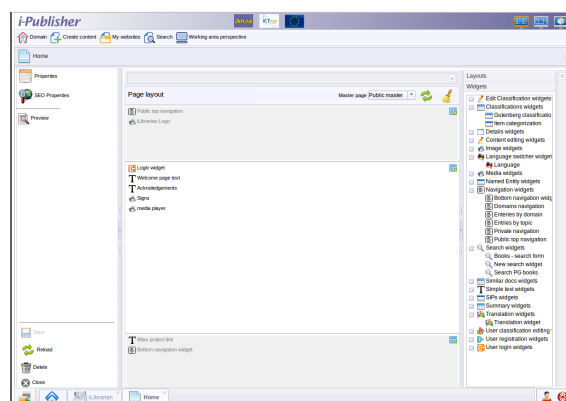 i-Publisher
ATLAS
ICT PSP
Domain
Create content
My websites
Search
Working area perspective
Home
Properties
SEO Properties
Preview
Save
Reload
Delete
Close
Page layout
Master page
Public master
Public top navigation
iLibrarian Logo
Login widget
Welcome page text
Acknoledgements
Signs
media player
Atlas project link
Bottom navigation widget
Layouts
Widgets
Edit Classification widgets
Classifications widgets
Gutenberg classificatio
Item categorization
Details widgets
Content editing widgets
Image widgets
Language switcher widget
Language
Media widgets
Named Entity widgets
Navigation widgets
Bottom navigation widg
Domains navigation
Enteries by domain
Entries by topic
Private navigation
Public top navigation
Search widgets
Books - search form
New search widget
Search PG books
Similar docs widgets
Simple text widgets
SIPs widgets
Summary widgets
Translation widgets
Translation widget
User classification editing
User registration widgets
User login widgets
iLibrarian
Home